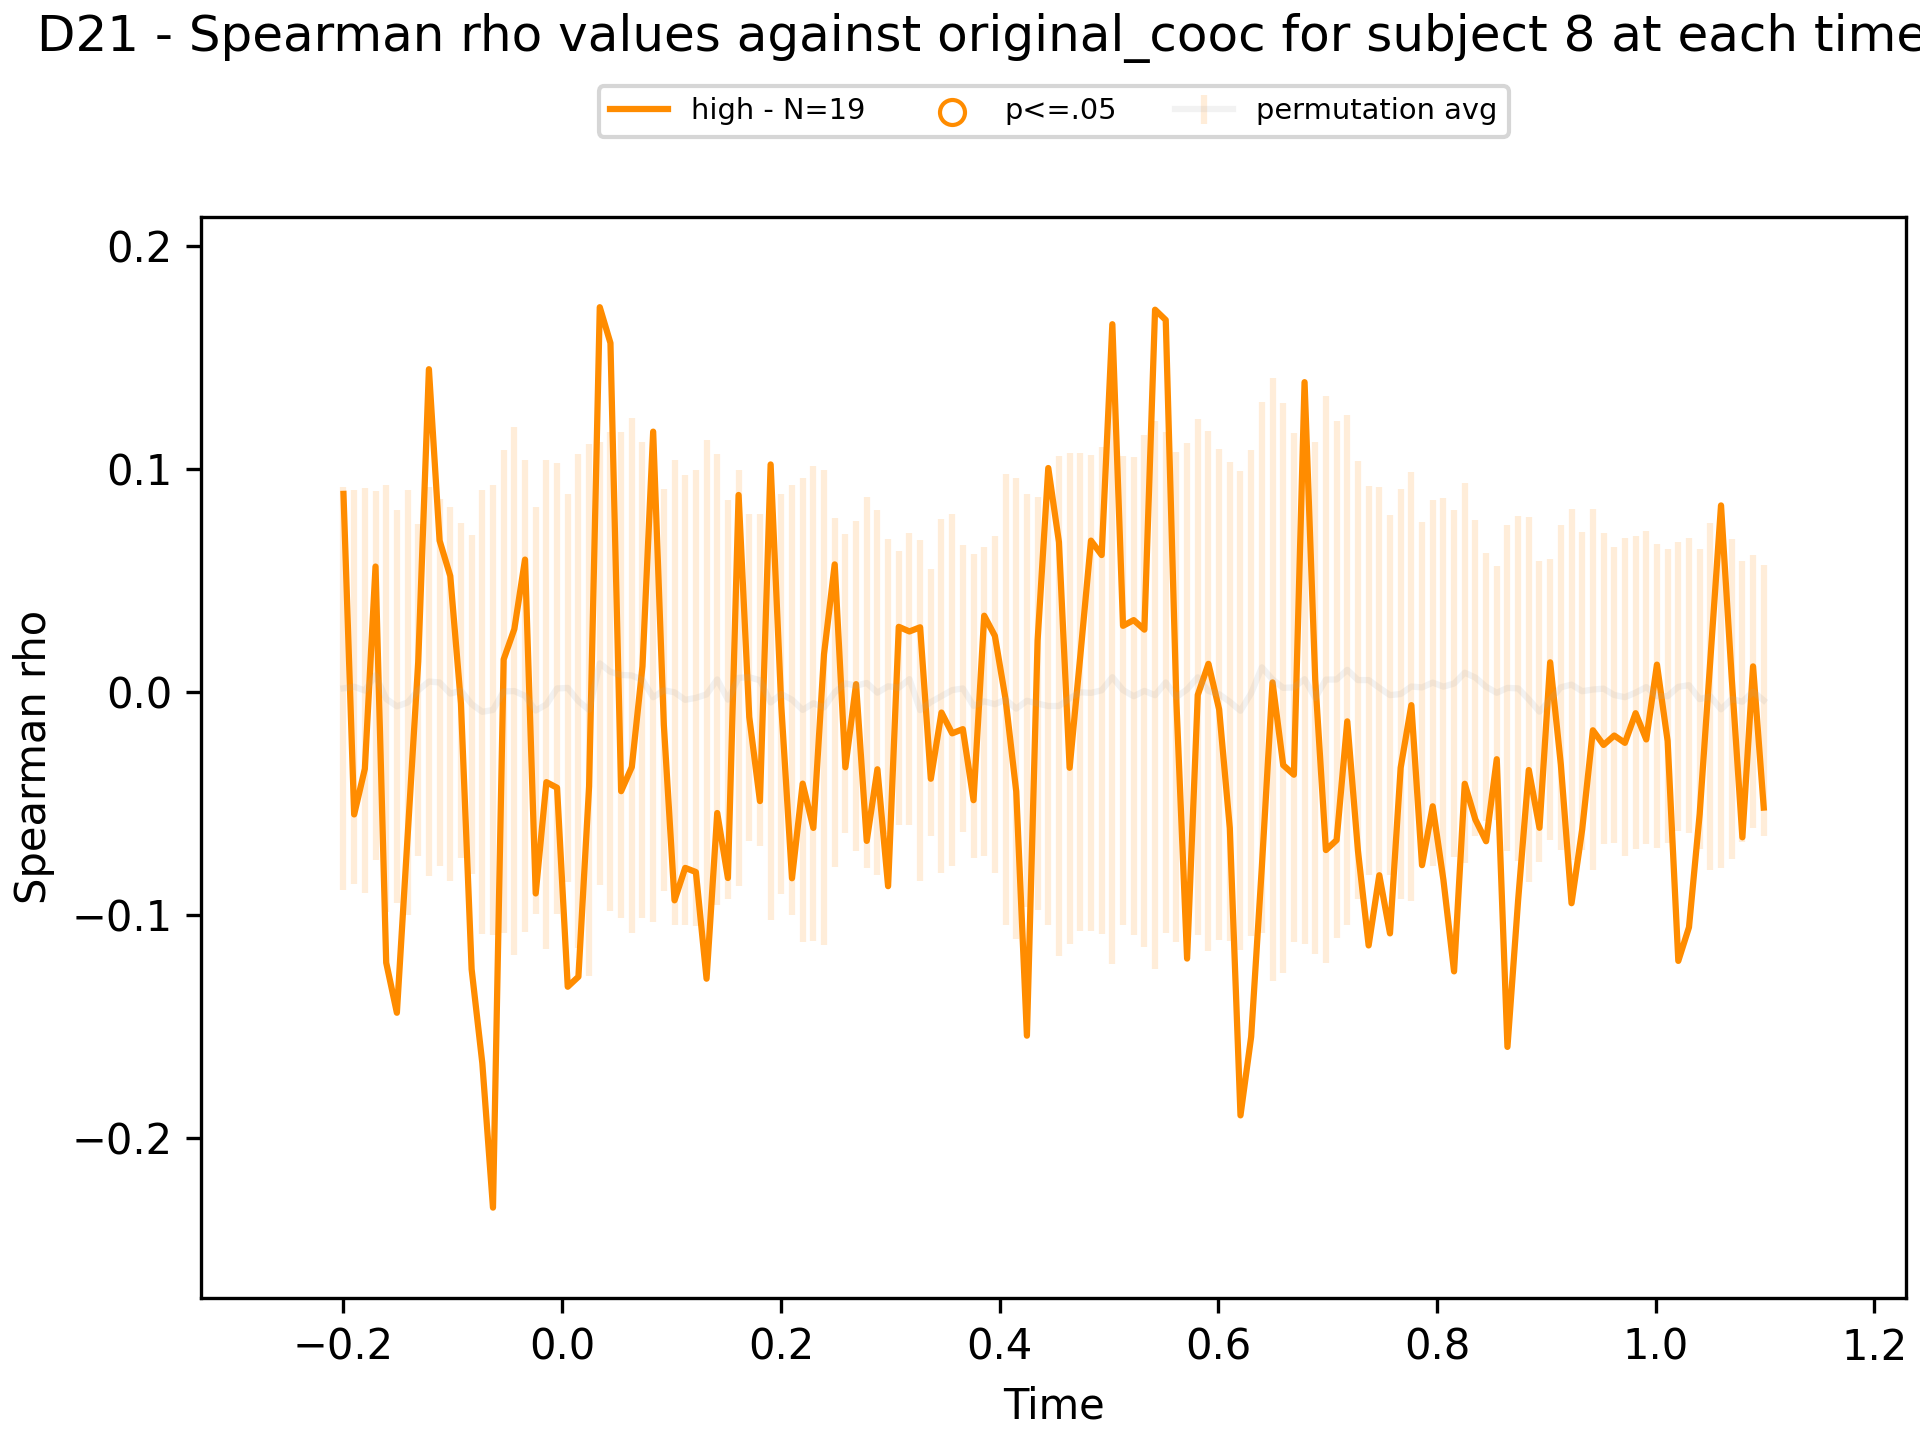 D21 - Spearman rho values against original_cooc for subject 8 at each time
high - N=19 p<=.05 permutation avg
0.2
0.1
0.0
−0.1
−0.2
Spearman rho
−0.2 0.0 0.2 0.4 0.6 0.8 1.0 1.2
Time